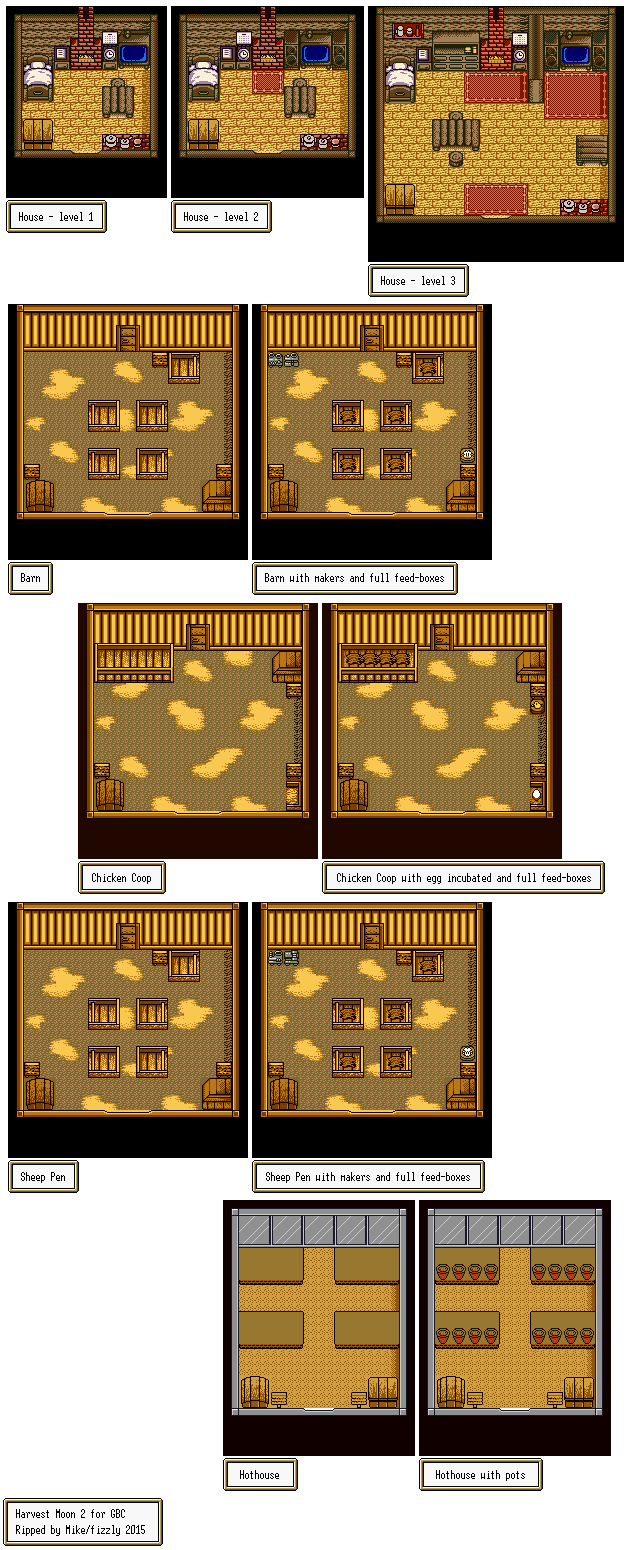 House - level 1
House - level 2
House - level 3
Barn
Barn with makers and full feed-boxes
Chicken Coop
Chicken Coop with egg incubated and full feed-boxes
Sheep Pen
Sheep Pen with makers and full feed-boxes
Hothouse
Hothouse with pots
Harvest Moon 2 for GBC
Ripped by Mike/fizzly 2015